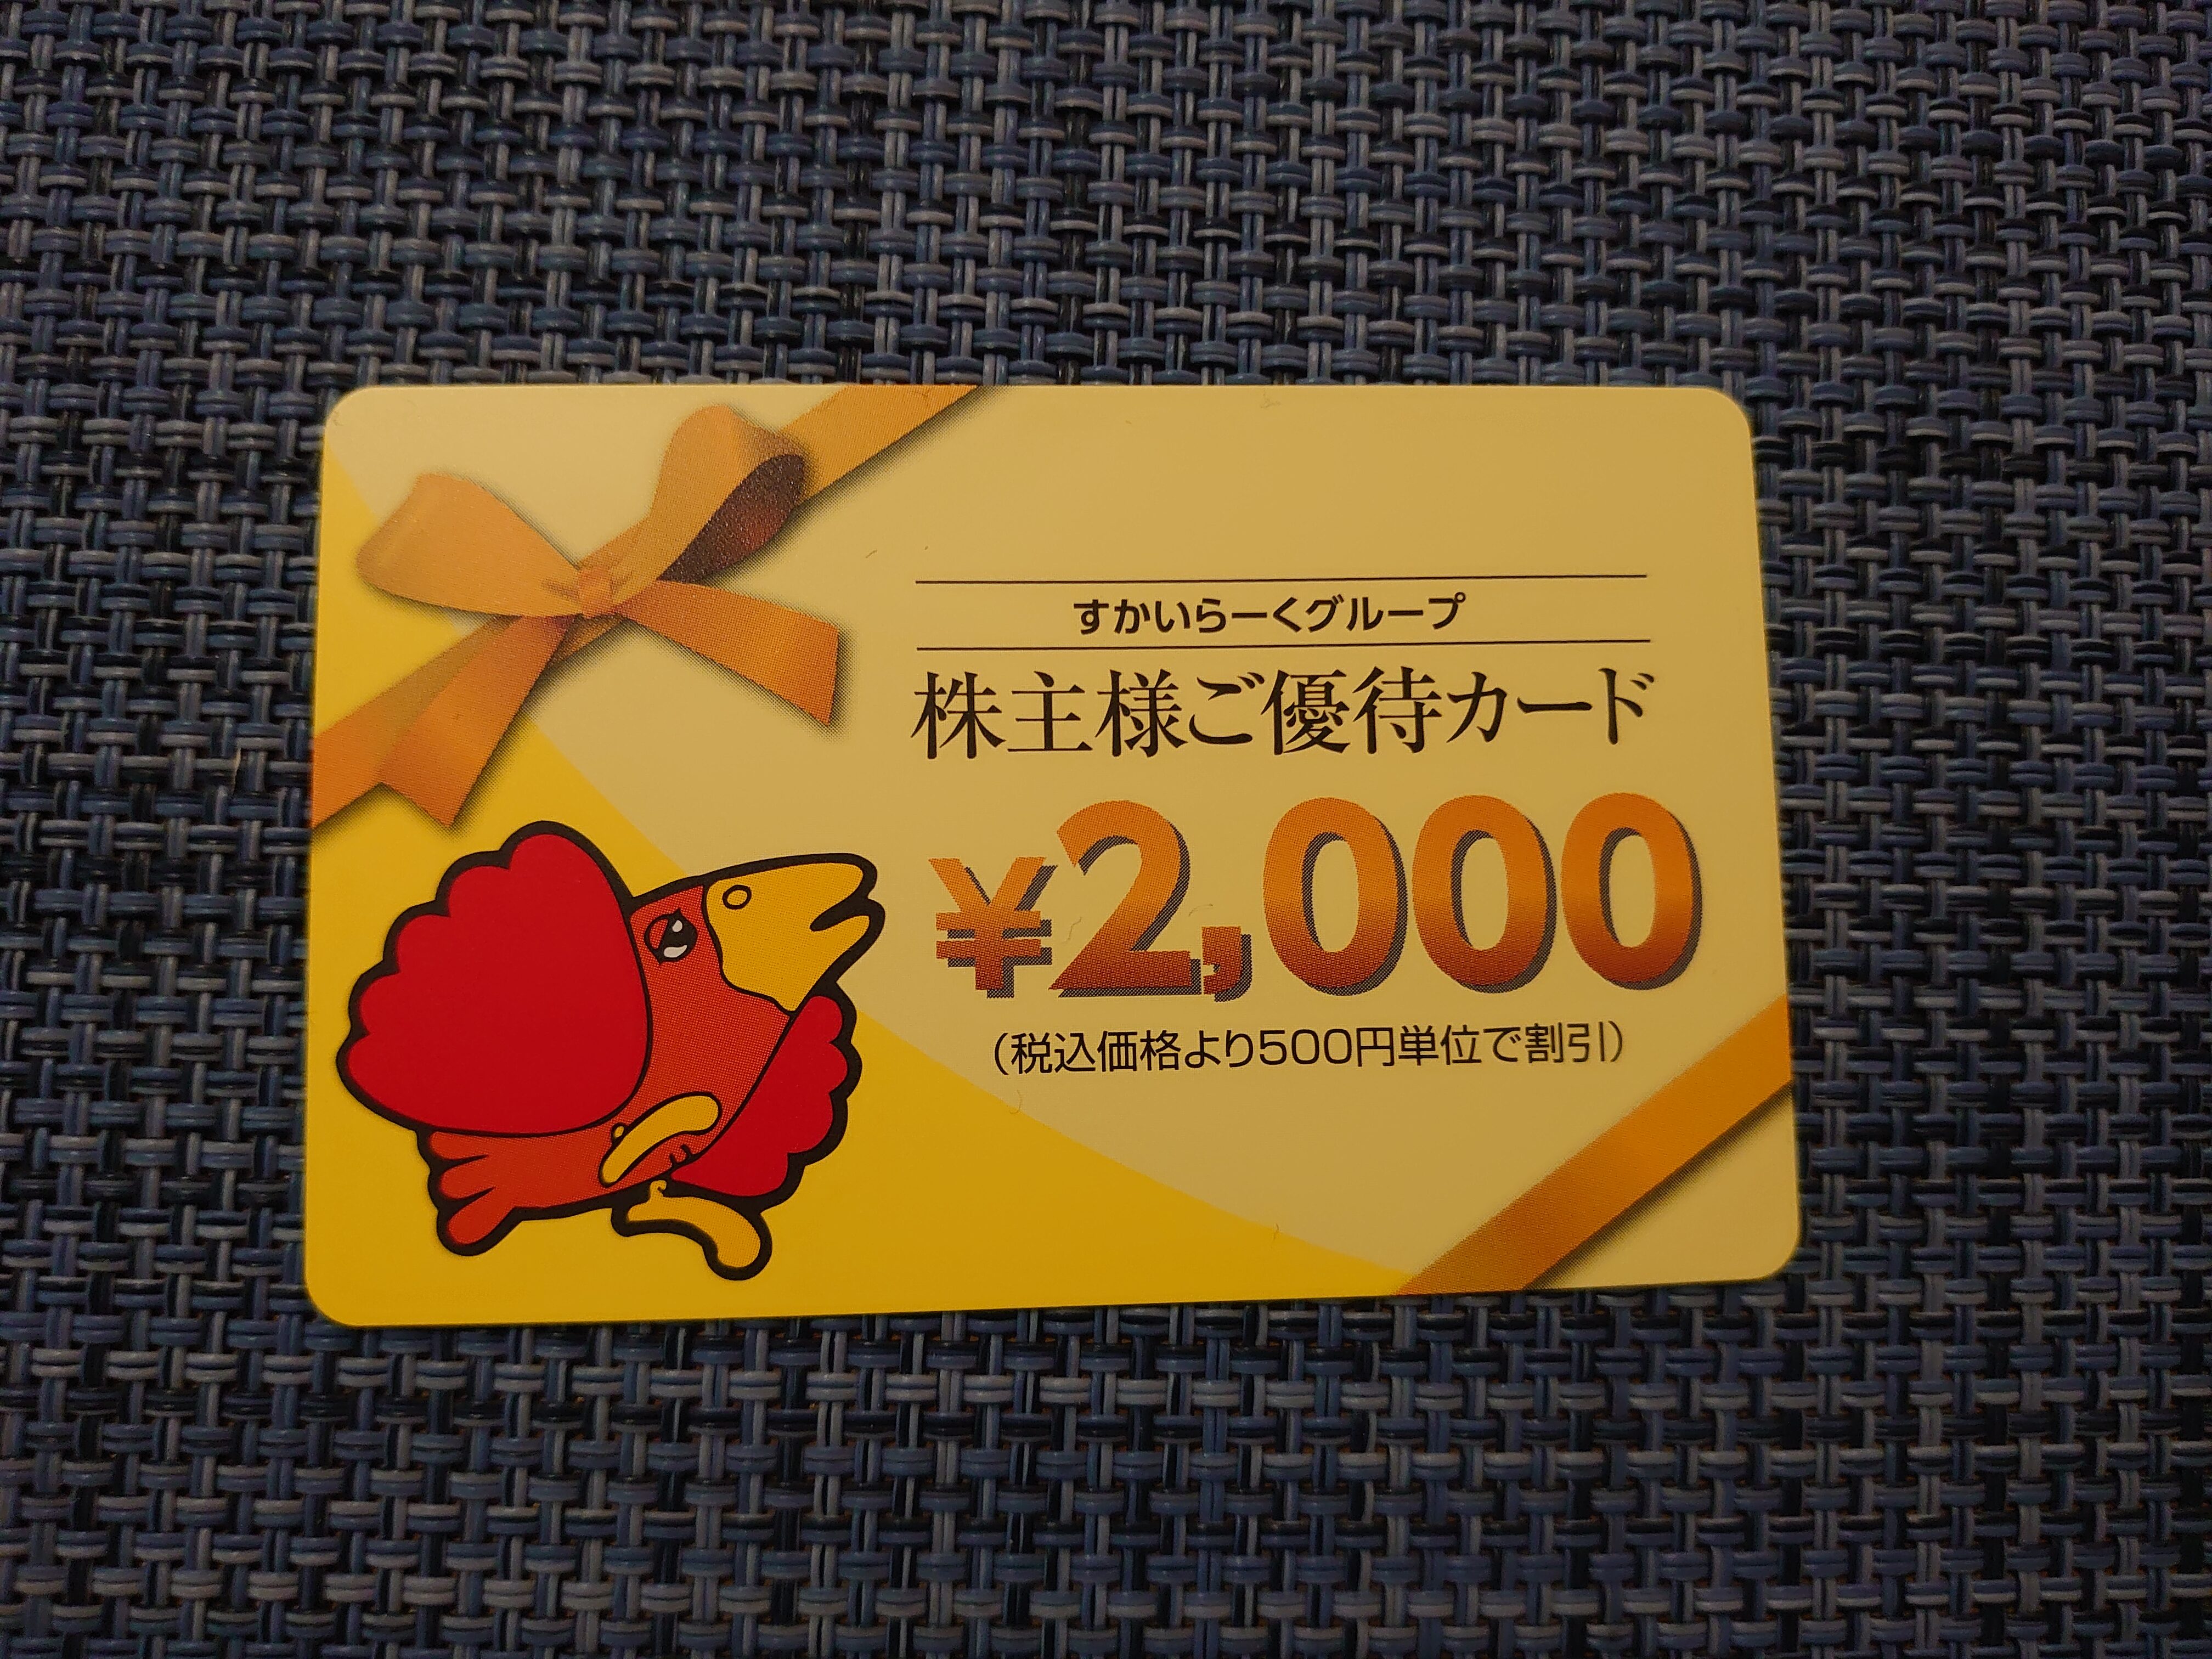 すかいらーくグループ
株主様ご優待カード
¥2,000
(税込価格より500円単位で割引)